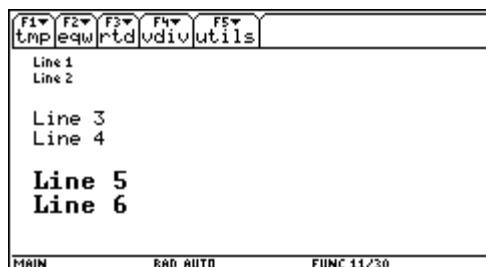 F1▾ F2▾ F3▾ F4▾ F5▾
tmp eqw rtd vdiv utils
Line 1
Line 2
Line 3
Line 4
Line 5
Line 6
MAIN RAD AUTO FUNC 11/30